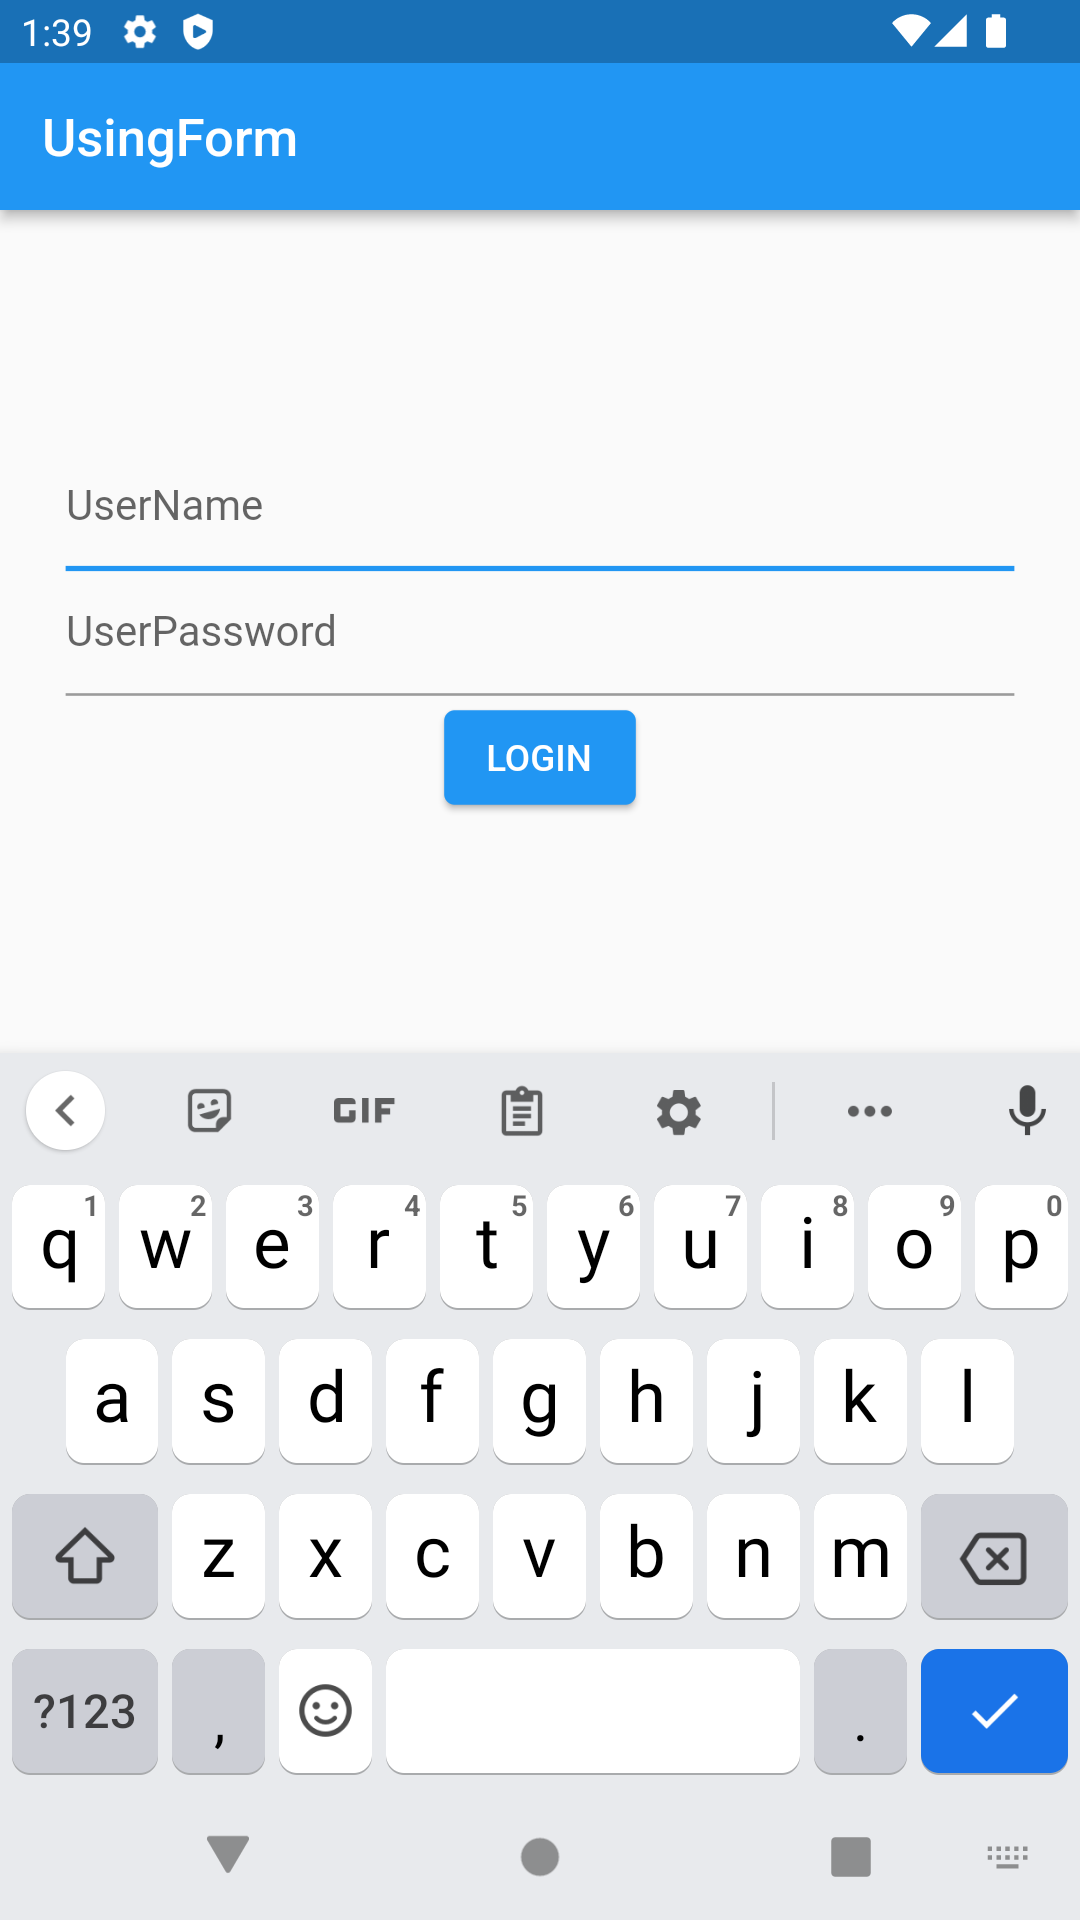 1:39
UsingForm
UserName
UserPassword
LOGIN
GIF
q 1 w 2 e 3 r 4 t 5 y 6 u 7 i 8 o 9 p 0
a s d f g h j k l
z x c v b n m
?123 , .